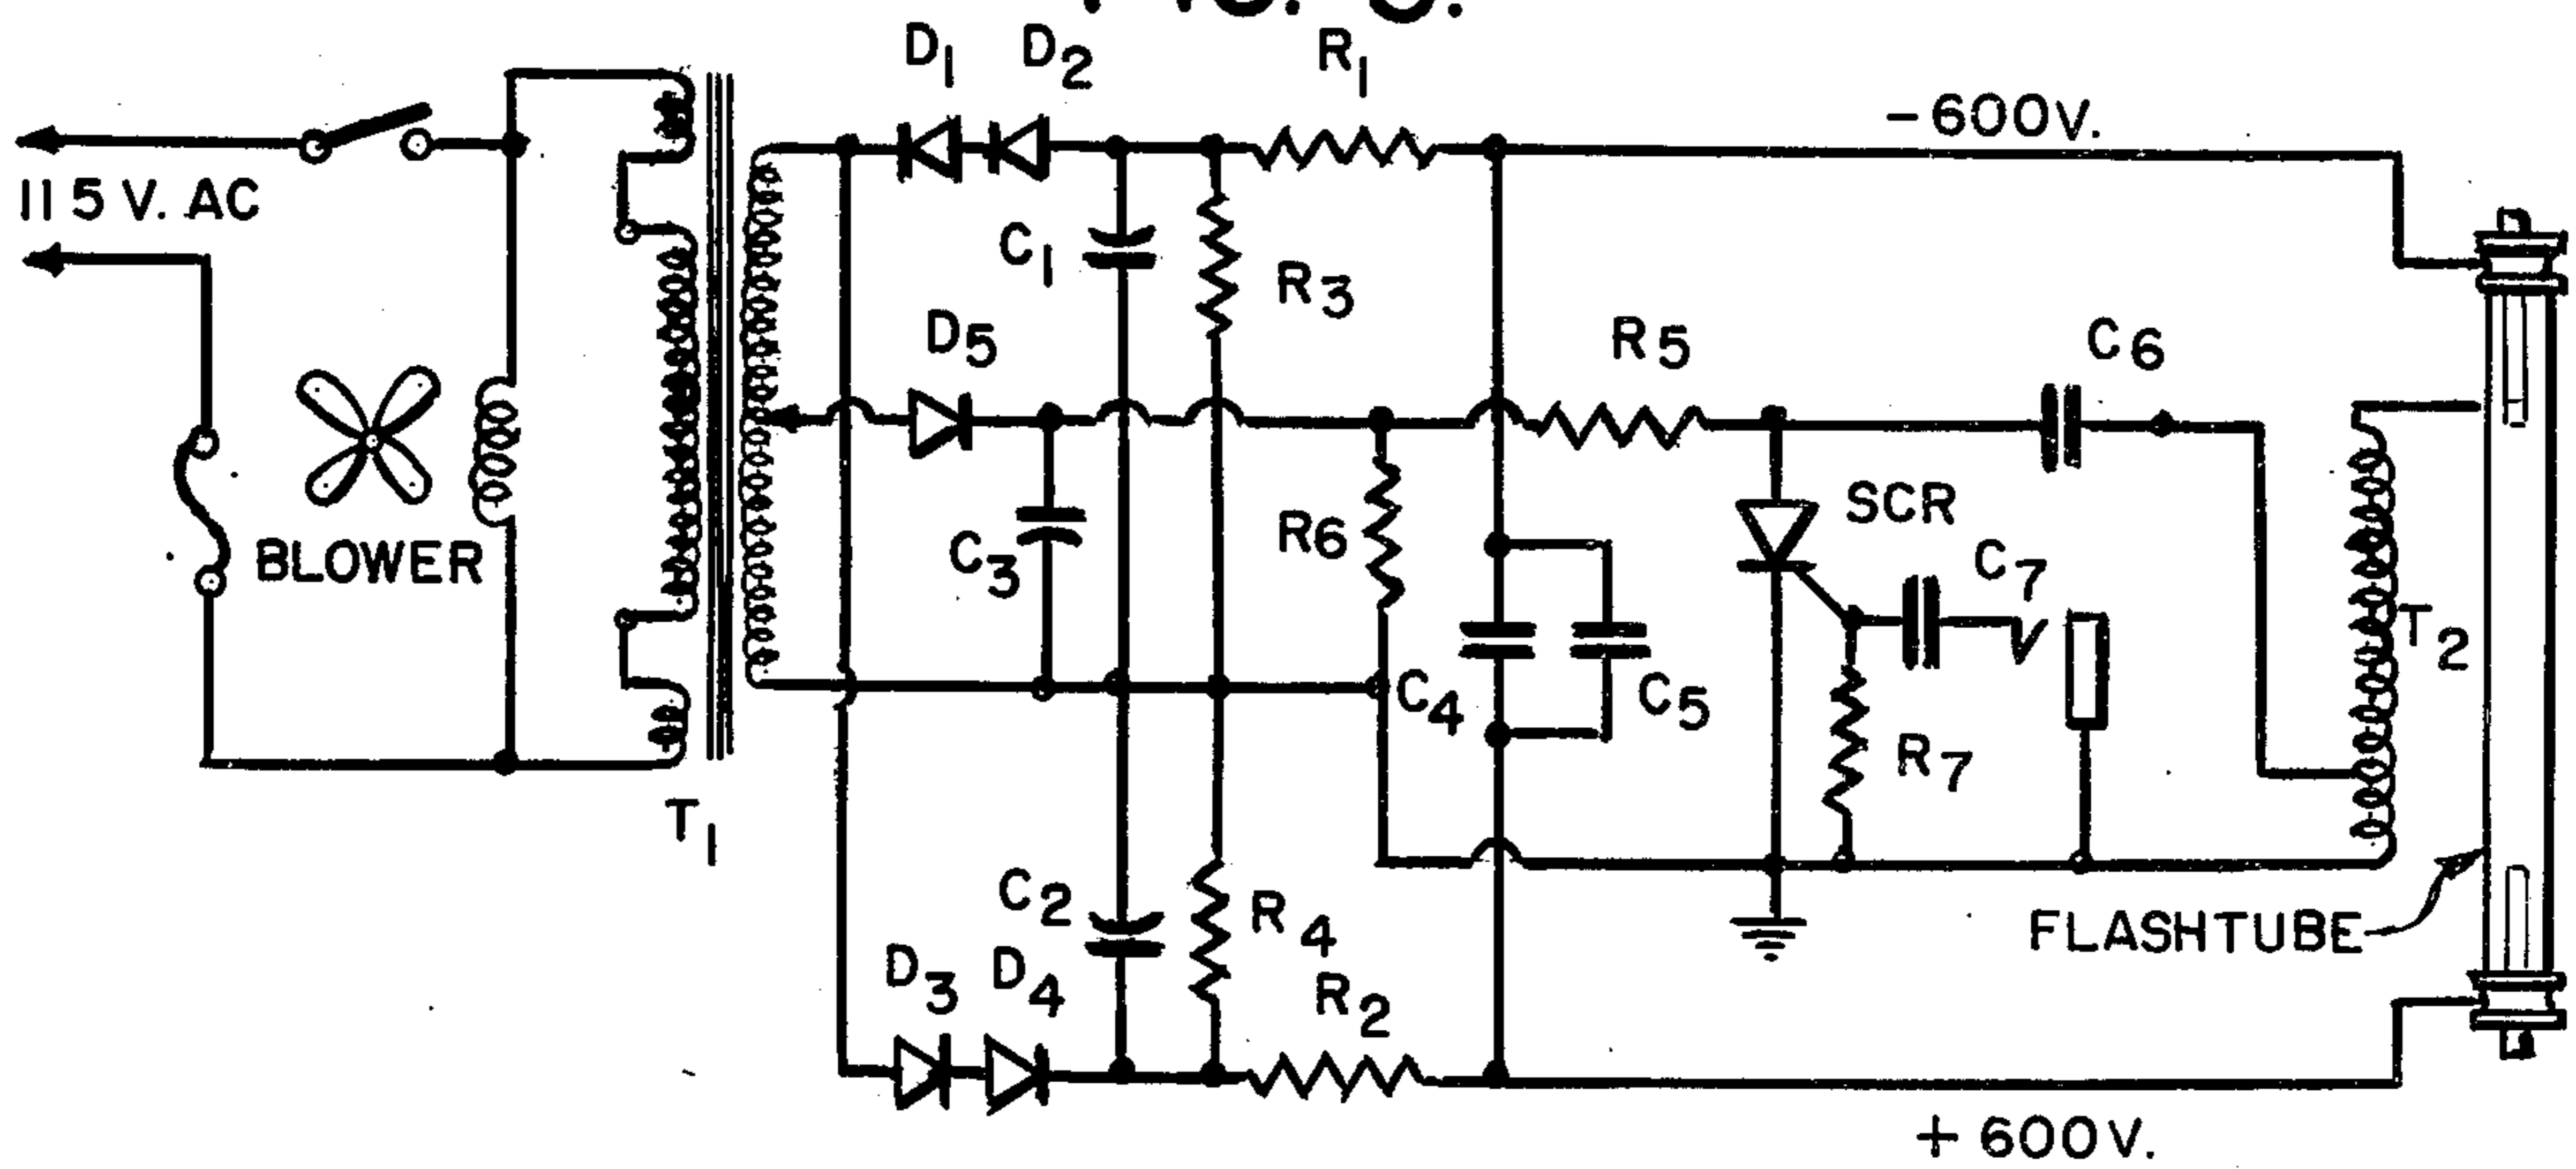 D1 D2 R1
-600V.
115 V. AC
C1 R3
D5 R5 C6
BLOWER C3 R6 SCR C7
C4 C5 R7 T2
T1
C2 R4 FLASHTUBE
D3 D4 R2
+600V.